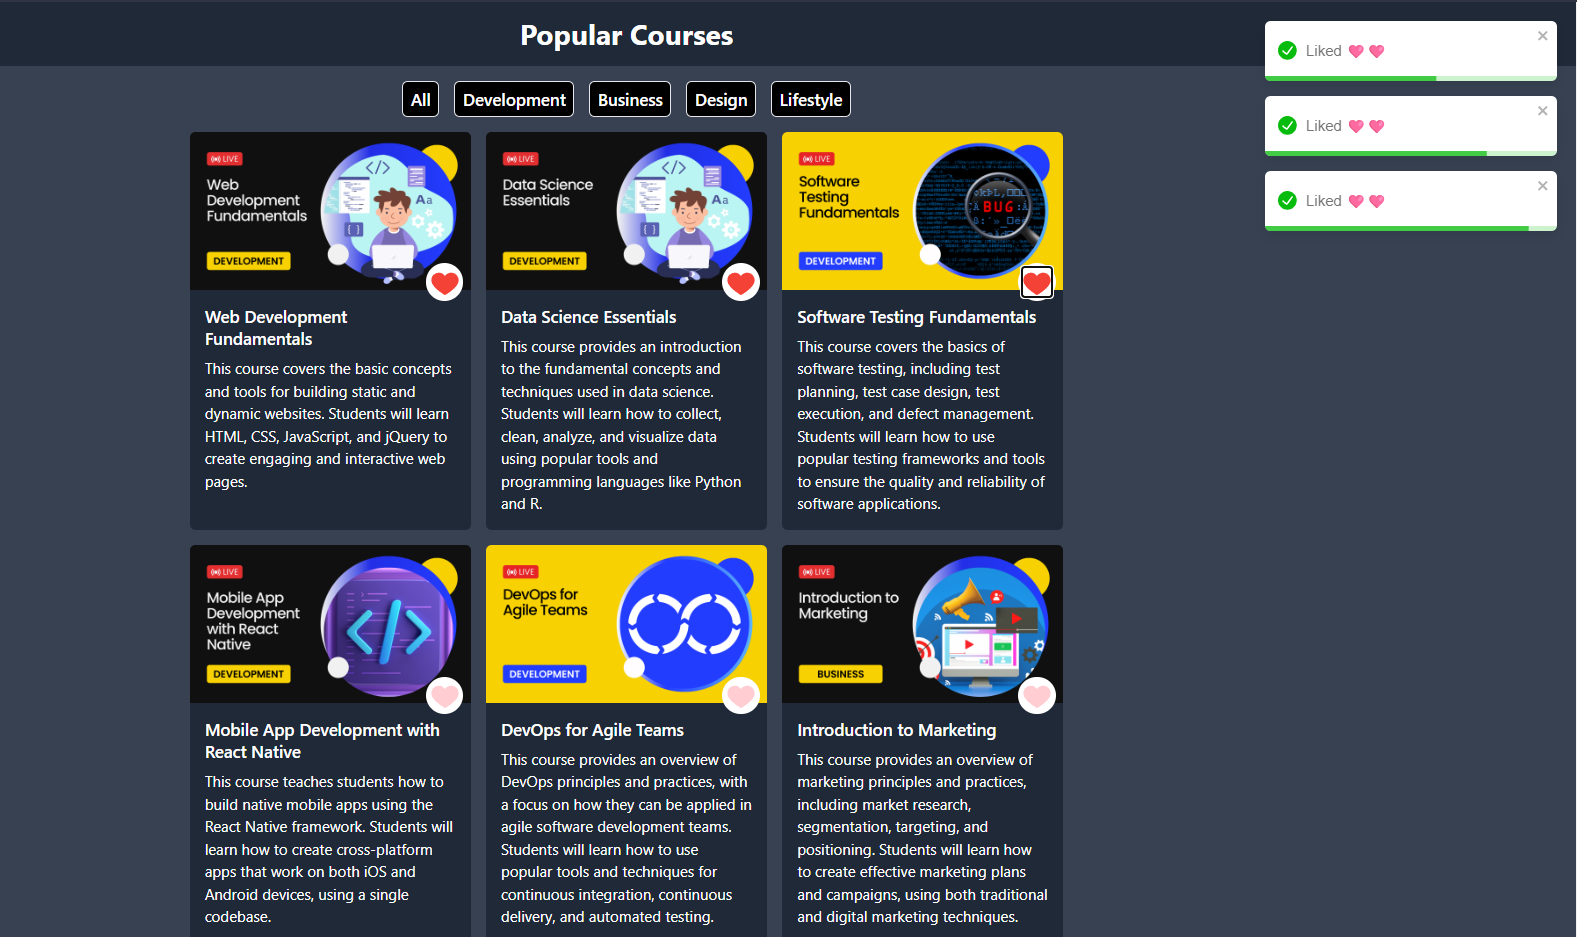 Popular Courses
Liked
Liked
Liked
All
Development
Business
Design
Lifestyle
LIVE
Web
Development
Fundamentals
Aa
DEVELOPMENT
Web Development
Fundamentals
This course covers the basic concepts
and tools for building static and
dynamic websites. Students will learn
HTML, CSS, JavaScript, and jQuery to
create engaging and interactive web
pages.
LIVE
Data Science
Essentials
Aa
DEVELOPMENT
Data Science Essentials
This course provides an introduction
to the fundamental concepts and
techniques used in data science.
Students will learn how to collect,
clean, analyze, and visualize data
using popular tools and
programming languages like Python
and R.
LIVE
Software
Testing
Fundamentals
BUG
DEVELOPMENT
Software Testing Fundamentals
This course covers the basics of
software testing, including test
planning, test case design, test
execution, and defect management.
Students will learn how to use
popular testing frameworks and tools
to ensure the quality and reliability of
software applications.
LIVE
Mobile App
Development
with React
Native
DEVELOPMENT
Mobile App Development with
React Native
This course teaches students how to
build native mobile apps using the
React Native framework. Students will
learn how to create cross-platform
apps that work on both iOS and
Android devices, using a single
codebase.
LIVE
DevOps for
Agile Teams
DEVELOPMENT
DevOps for Agile Teams
This course provides an overview of
DevOps principles and practices, with
a focus on how they can be applied in
agile software development teams.
Students will learn how to use
popular tools and techniques for
continuous integration, continuous
delivery, and automated testing.
LIVE
Introduction to
Marketing
BUSINESS
Introduction to Marketing
This course provides an overview of
marketing principles and practices,
including market research,
segmentation, targeting, and
positioning. Students will learn how
to create effective marketing plans
and campaigns, using both traditional
and digital marketing techniques.